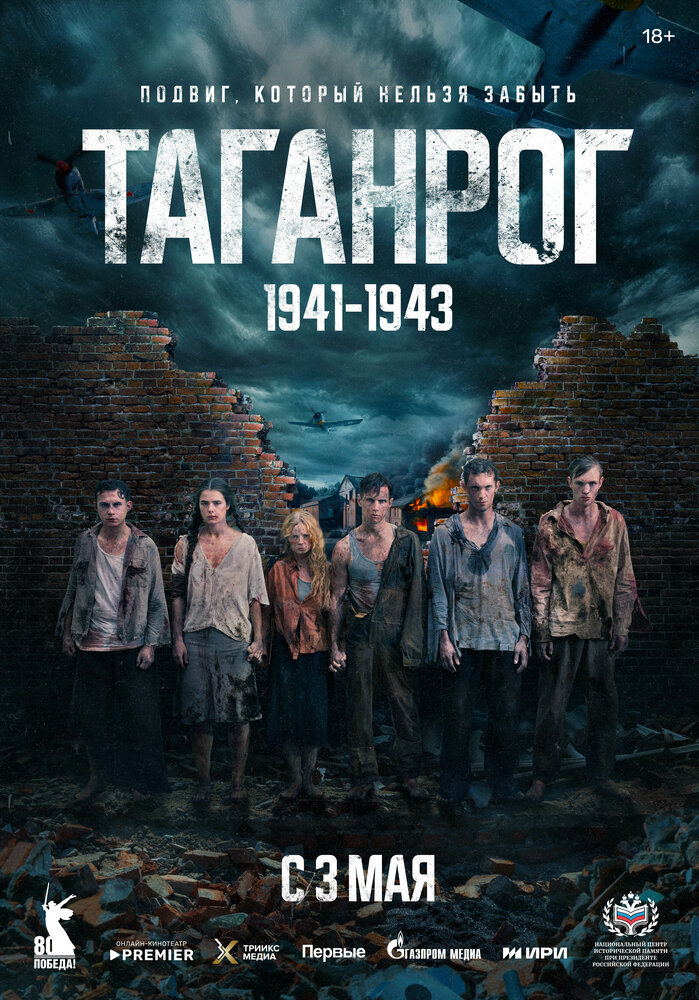 18+
ПОДВИГ, КОТОРЫЙ НЕЛЬЗЯ ЗАБЫТЬ
ТАГАНРОГ
1941-1943
С 3 МАЯ
80
ПОБЕДА!
ОНЛАЙН-КИНОТЕАТР
PREMIER
ТРИИКС
МЕДИА
Первые
ГАЗПРОМ МЕДИА
ИРИ
НАЦИОНАЛЬНЫЙ ЦЕНТР
ИСТОРИЧЕСКОЙ ПАМЯТИ
ПРИ ПРЕЗИДЕНТЕ
РОССИЙСКОЙ ФЕДЕРАЦИИ